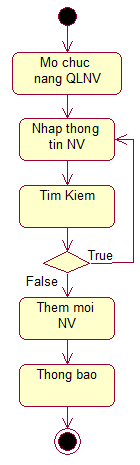 Mo chuc
nang QLNV
Nhap thong
tin NV
Tim Kiem
True
False
Them moi
NV
Thong bao